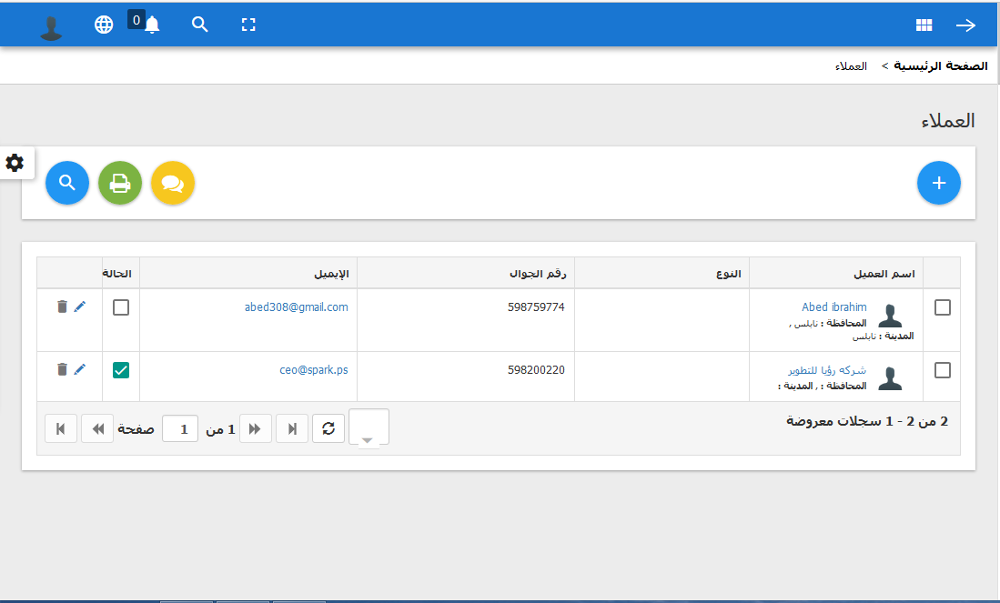 0
الصفحة الرئيسية > العملاء
العملاء
اسم العميل النوع رقم الجوال الإيميل الحالة
Abed ibrahim 598759774 abed308@gmail.com
المحافظة : نابلس ,
المدينة : نابلس
شركه رؤيا للتطوير 598200220 ceo@spark.ps
المحافظة : , المدينة :
2 من 2 - 1 سجلات معروضة
صفحة 1 من 1